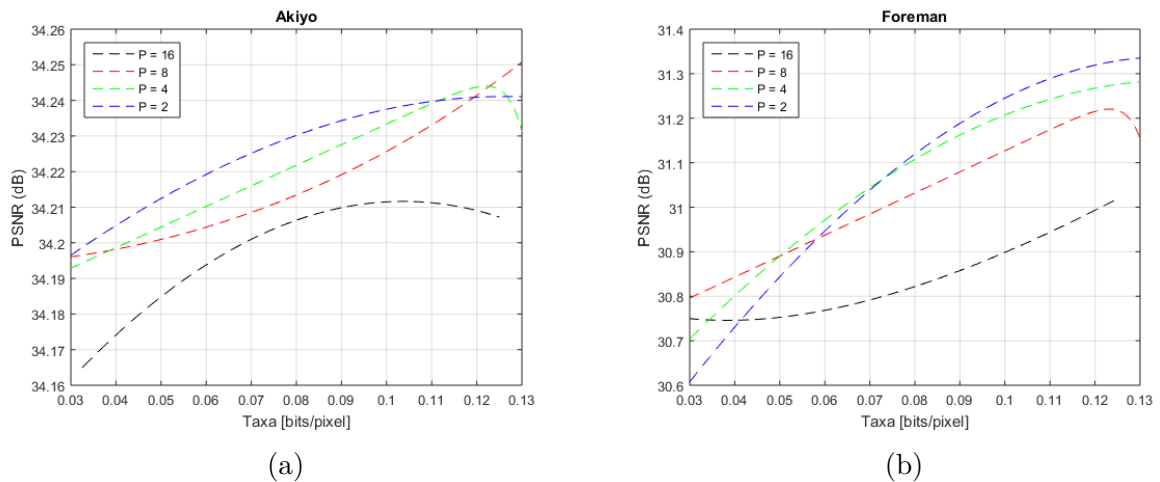 Akiyo
34.26
34.25
34.24
34.23
34.22
34.21
34.2
34.19
34.18
34.17
34.16
PSNR (dB)
P = 16
P = 8
P = 4
P = 2
0.03 0.04 0.05 0.06 0.07 0.08 0.09 0.1 0.11 0.12 0.13
Taxa [bits/pixel]
(a)
Foreman
31.4
31.3
31.2
31.1
31
30.9
30.8
30.7
30.6
PSNR (dB)
P = 16
P = 8
P = 4
P = 2
0.03 0.04 0.05 0.06 0.07 0.08 0.09 0.1 0.11 0.12 0.13
Taxa [bits/pixel]
(b)